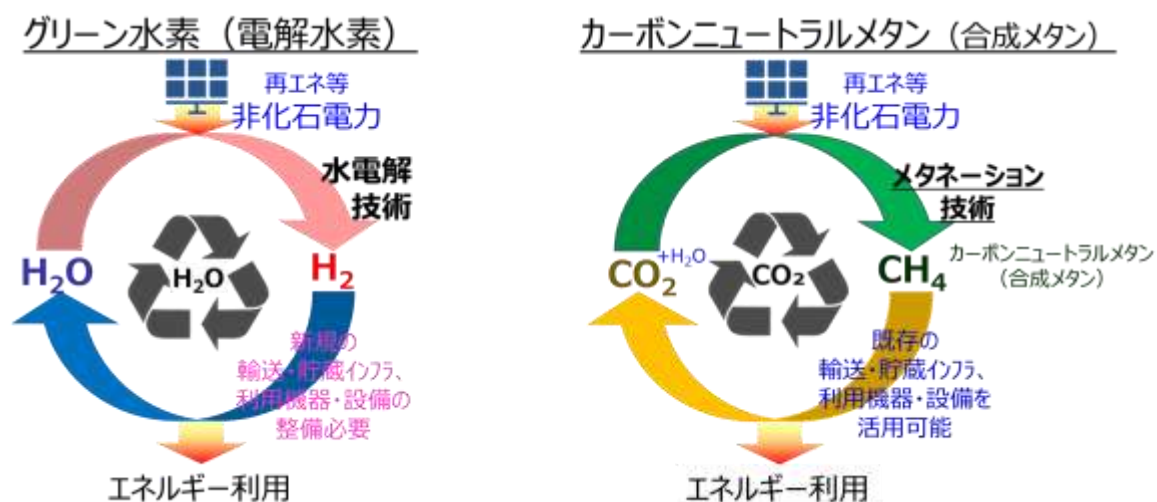 グリーン水素（電解水素）
再エネ等
非化石電力
水電解
技術
H₂O
H₂O
H₂
新規の
輸送・貯蔵インフラ、
利用機器・設備の
整備必要
エネルギー利用
カーボンニュートラルメタン（合成メタン）
再エネ等
非化石電力
メタネーション
技術
CO₂
+H₂O
CO₂
CH₄
カーボンニュートラルメタン
（合成メタン）
既存の
輸送・貯蔵インフラ、
利用機器・設備を
活用可能
エネルギー利用